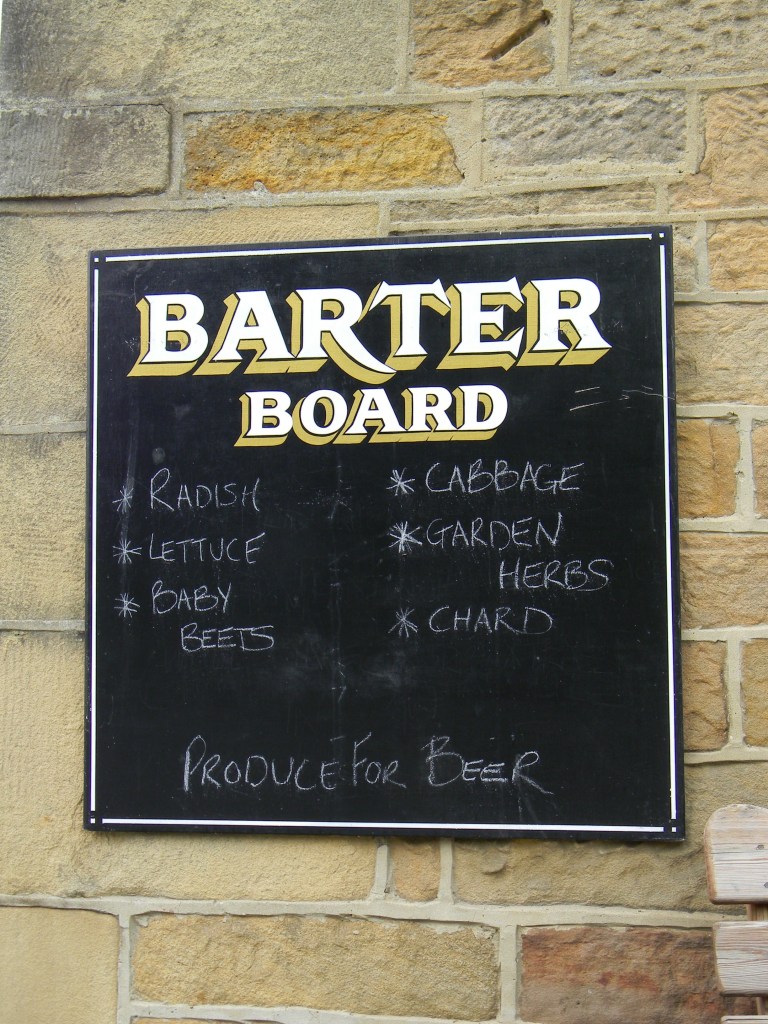 BARTER
BOARD
* RADISH
* LETTUCE
* BABY
BEETS
* CABBAGE
* GARDEN
HERBS
* CHARD
PRODUCE FOR BEER